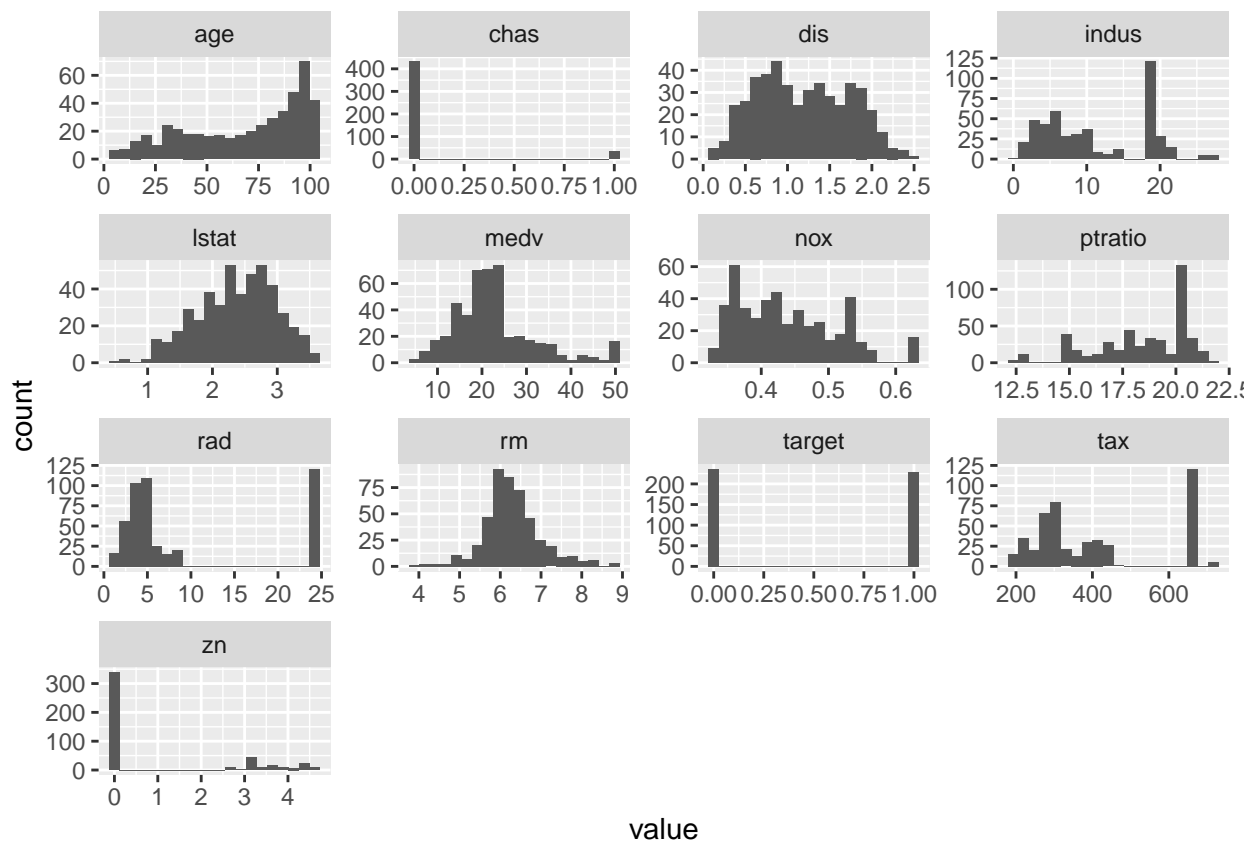 age chas dis indus
60 40 20 0
400 300 200 100 0
40 30 20 10 0
125 100 75 50 25 0
0 25 50 75 100
0.00 0.25 0.50 0.75 1.00
0.0 0.5 1.0 1.5 2.0 2.5
0 10 20
lstat medv nox ptratio
40 20 0
60 40 20 0
60 40 20 0
100 50 0
1 2 3
10 20 30 40 50
0.4 0.5 0.6
12.5 15.0 17.5 20.0 22.5
count
rad rm target tax
125 100 75 50 25 0
75 50 25 0
200 150 100 50 0
125 100 75 50 25 0
0 5 10 15 20 25
4 5 6 7 8 9
0.00 0.25 0.50 0.75 1.00
200 400 600
zn
300 200 100 0
0 1 2 3 4
value